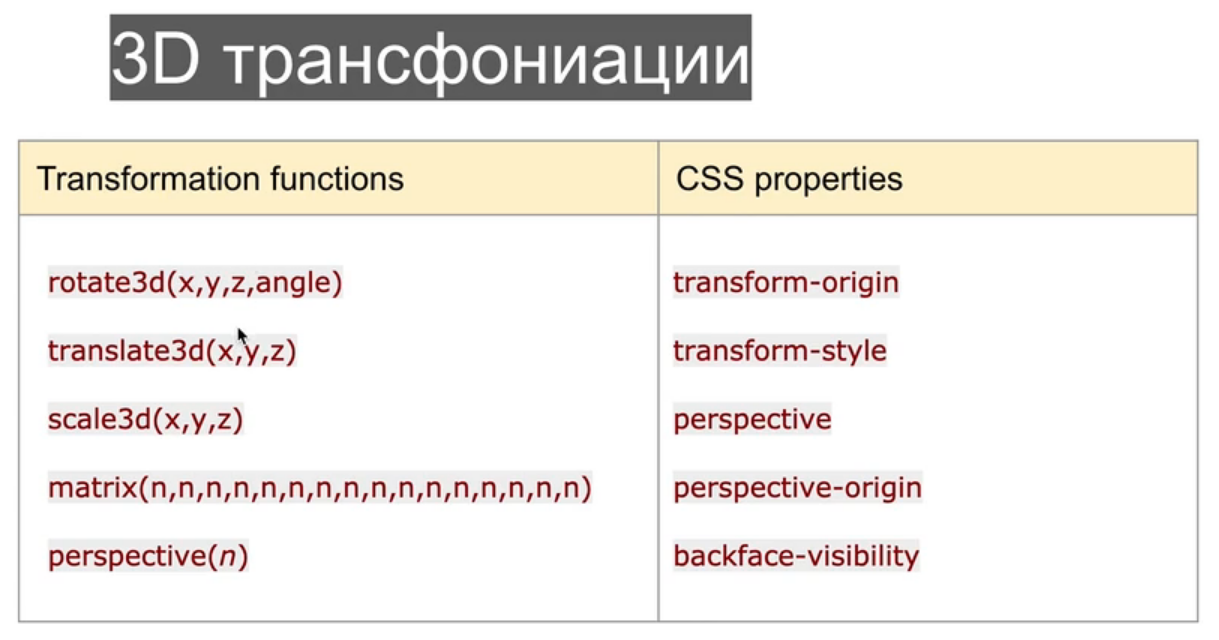 3D трансфониации
Transformation functions
CSS properties
rotate3d(x,y,z,angle)
translate3d(x,y,z)
scale3d(x,y,z)
matrix(n,n,n,n,n,n,n,n,n,n,n,n,n,n,n,n)
perspective(n)
transform-origin
transform-style
perspective
perspective-origin
backface-visibility